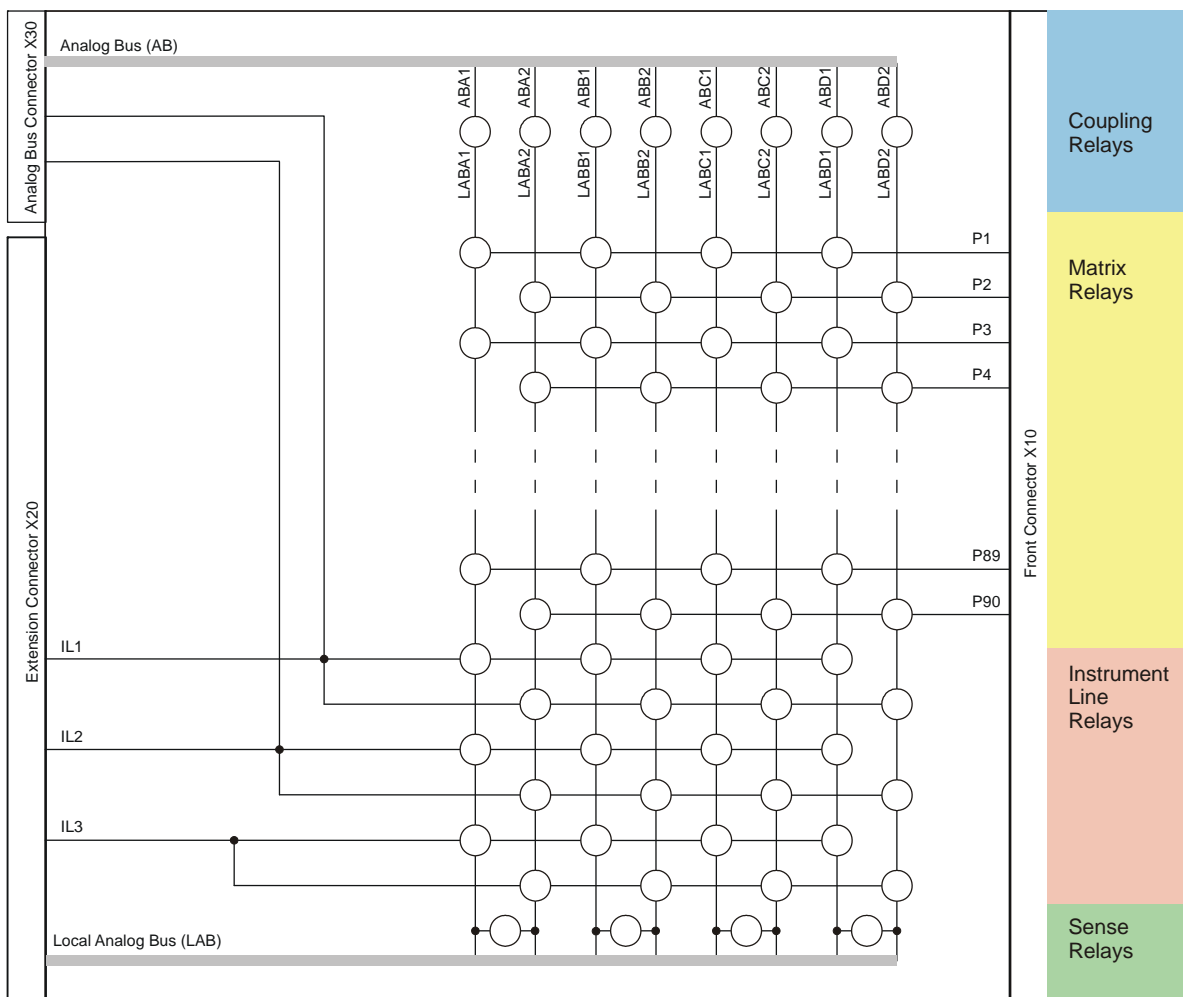 Analog Bus Connector X30
Analog Bus (AB)
ABA1
ABA2
ABB1
ABB2
ABC1
ABC2
ABD1
ABD2
LABA1
LABA2
LABB1
LABB2
LABC1
LABC2
LABD1
LABD2
Coupling
Relays
P1
P2
P3
P4
Matrix
Relays
Extension Connector X20
Front Connector X10
P89
P90
IL1
IL2
IL3
Instrument
Line
Relays
Local Analog Bus (LAB)
Sense
Relays